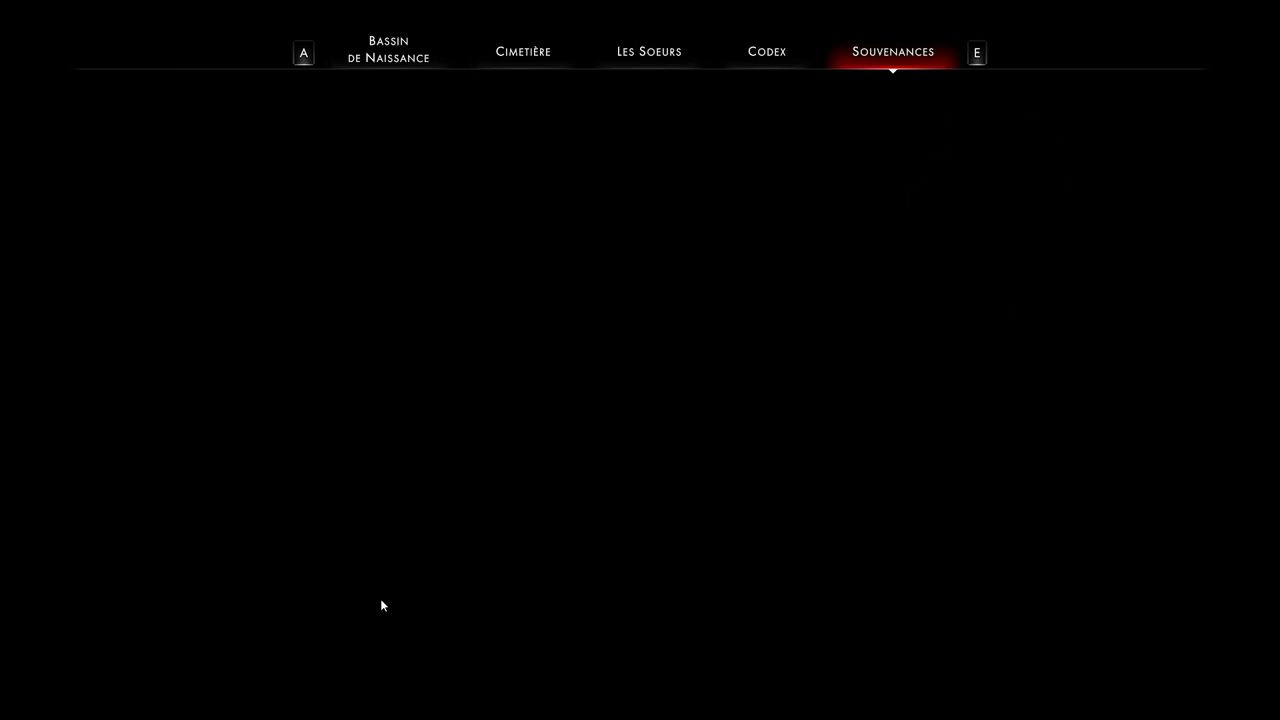 A
Bassin
de Naissance
Cimetière
Les Soeurs
Codex
Souvenances
E